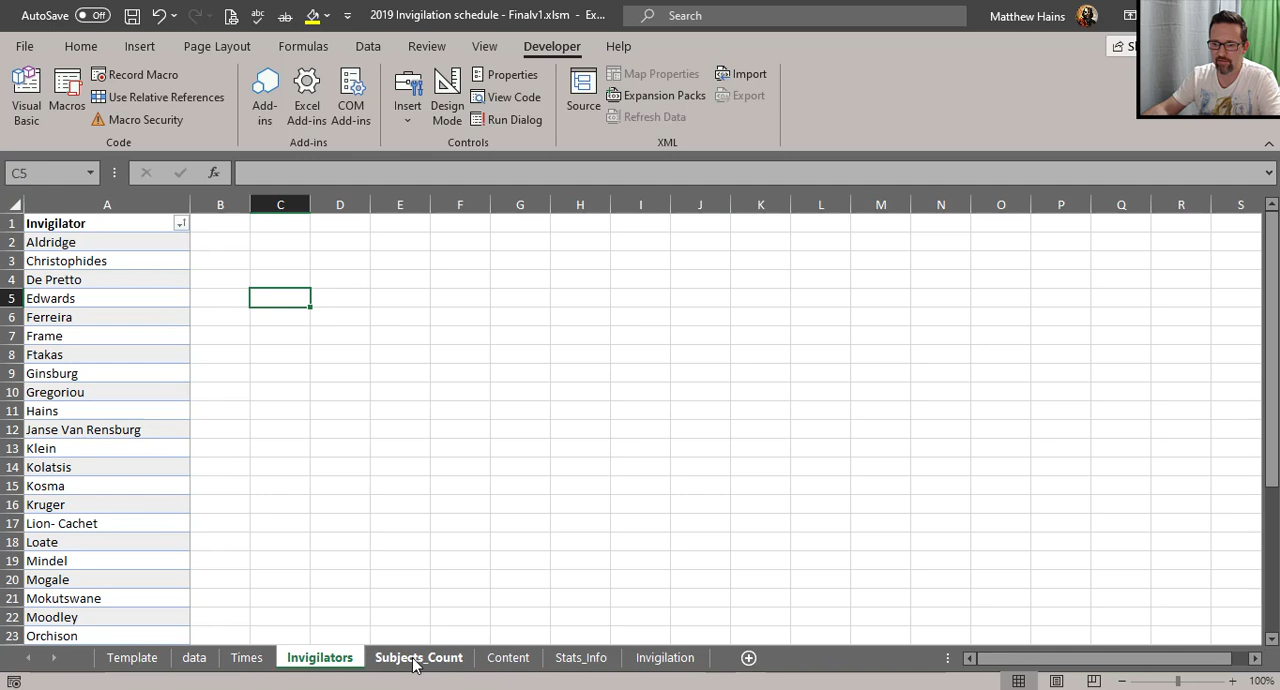 AutoSave Off 2019 Invigilation schedule - Finalv1.xlsm - Ex... Search Matthew Hains
File Home Insert Page Layout Formulas Data Review View Developer Help
Visual Basic Macros Record Macro Use Relative References Macro Security Code
Add-ins Excel Add-ins COM Add-ins Add-ins
Insert Design Mode Properties View Code Run Dialog Controls
Source Map Properties Expansion Packs Refresh Data Import Export XML
C5 fx
A B C D E F G H I J K L M N O P Q R S
1 Invigilator
2 Aldridge
3 Christophides
4 De Pretto
5 Edwards
6 Ferreira
7 Frame
8 Ftakas
9 Ginsburg
10 Gregoriou
11 Hains
12 Janse Van Rensburg
13 Klein
14 Kolatsis
15 Kosma
16 Kruger
17 Lion- Cachet
18 Loate
19 Mindel
20 Mogale
21 Mokutswane
22 Moodley
23 Orchison
Template data Times Invigilators Subjects_Count Content Stats_Info Invigilation
100%